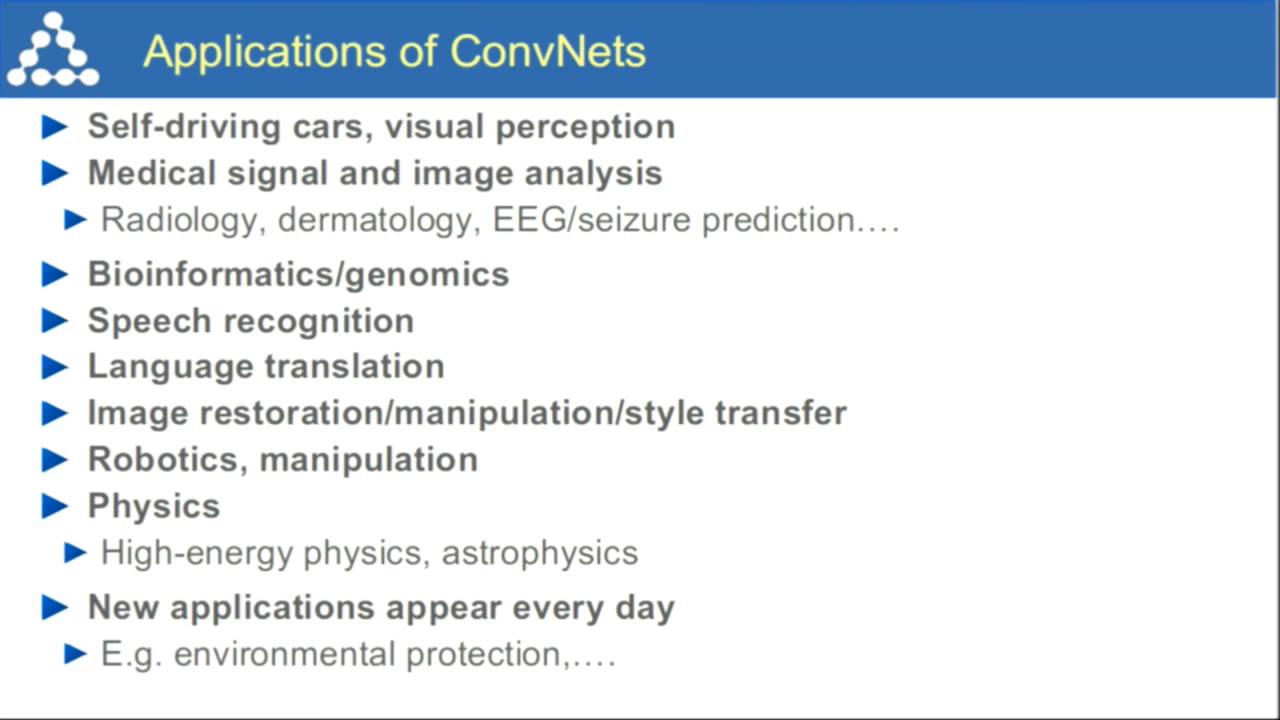 Applications of ConvNets
Self-driving cars, visual perception
Medical signal and image analysis
Radiology, dermatology, EEG/seizure prediction....
Bioinformatics/genomics
Speech recognition
Language translation
Image restoration/manipulation/style transfer
Robotics, manipulation
Physics
High-energy physics, astrophysics
New applications appear every day
E.g. environmental protection,....